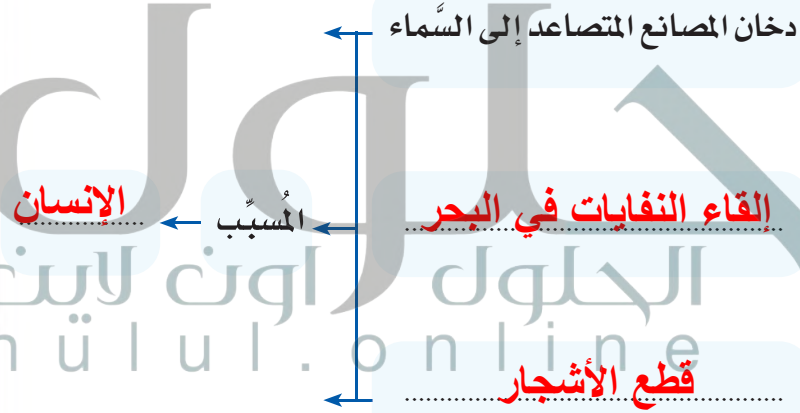 دخان المصانع المتصاعد إلى السَّماء
إلقاء النفايات في البحر
المُسبِّب
الإنسان
قطع الأشجار
حلول
الحلول اون لاين
hulul.online